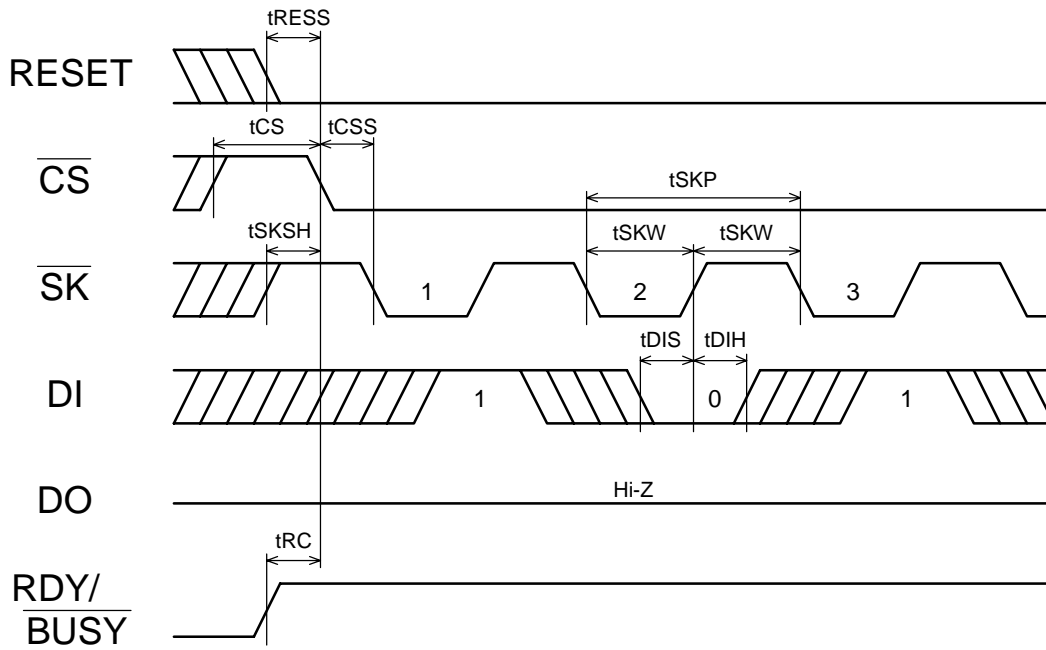 tRESS
RESET
tCS tCSS
CS
tSKP
tSKSH tSKW tSKW
SK
1 2 3
tDIS tDIH
DI
1 0 1
Hi-Z
DO
tRC
RDY/
BUSY